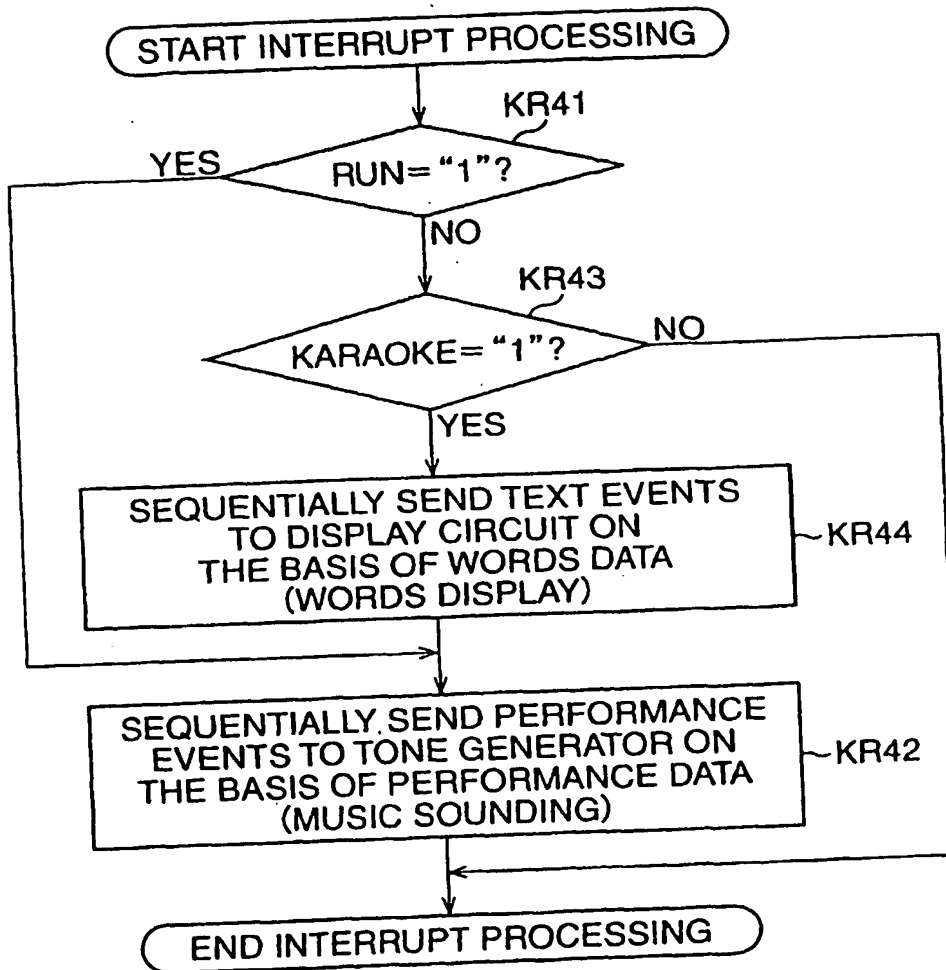 START INTERRUPT PROCESSING
KR41
YES
RUN= “1”?
NO
KR43
NO
KARAOKE= “1”?
YES
SEQUENTIALLY SEND TEXT EVENTS
TO DISPLAY CIRCUIT ON
THE BASIS OF WORDS DATA
(WORDS DISPLAY)
KR44
SEQUENTIALLY SEND PERFORMANCE
EVENTS TO TONE GENERATOR ON
THE BASIS OF PERFORMANCE DATA
(MUSIC SOUNDING)
KR42
END INTERRUPT PROCESSING